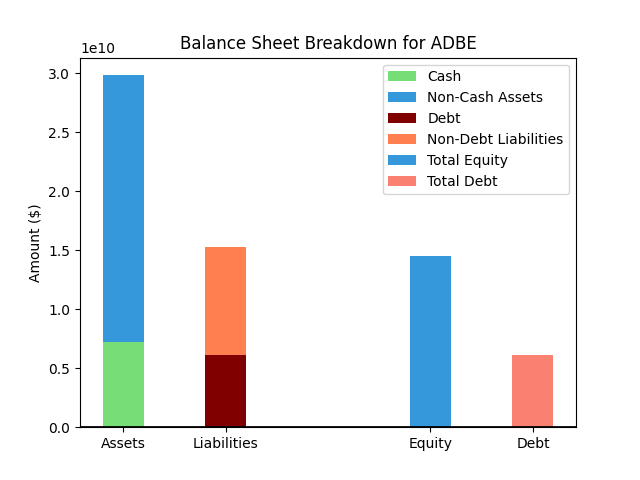 Balance Sheet Breakdown for ADBE
1e10
3.0
2.5
2.0
1.5
1.0
0.5
0.0
Amount ($)
Cash
Non-Cash Assets
Debt
Non-Debt Liabilities
Total Equity
Total Debt
Assets
Liabilities
Equity
Debt